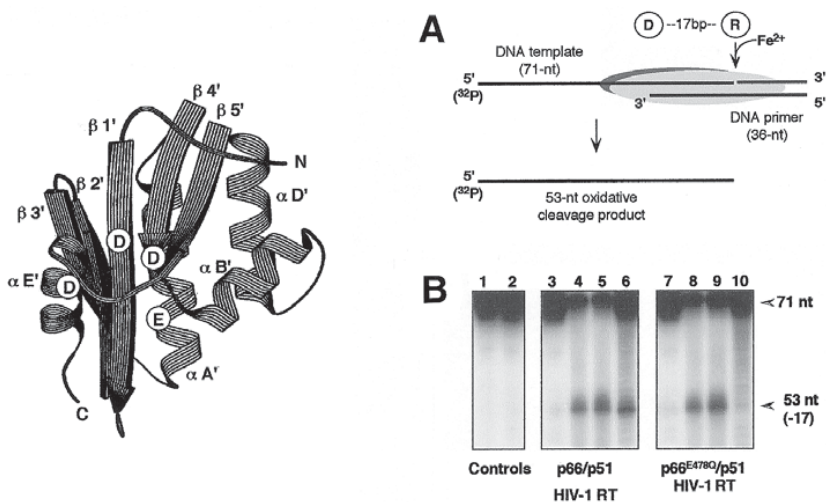 β 4'
β 5'
β 1'
N
β 2'
β 3'
α D'
D
D
α B'
α E'
D
E
α A'
C
A
D --17bp-- R
Fe²⁺
DNA template
(71-nt)
5'
(³²P)
3'
3'
5'
DNA primer
(36-nt)
5'
(³²P)
53-nt oxidative
cleavage product
B
1 2 3 4 5 6 7 8 9 10
71 nt
53 nt
(-17)
Controls p66/p51 p66ᴱ⁴⁷⁸Q/p51
HIV-1 RT HIV-1 RT